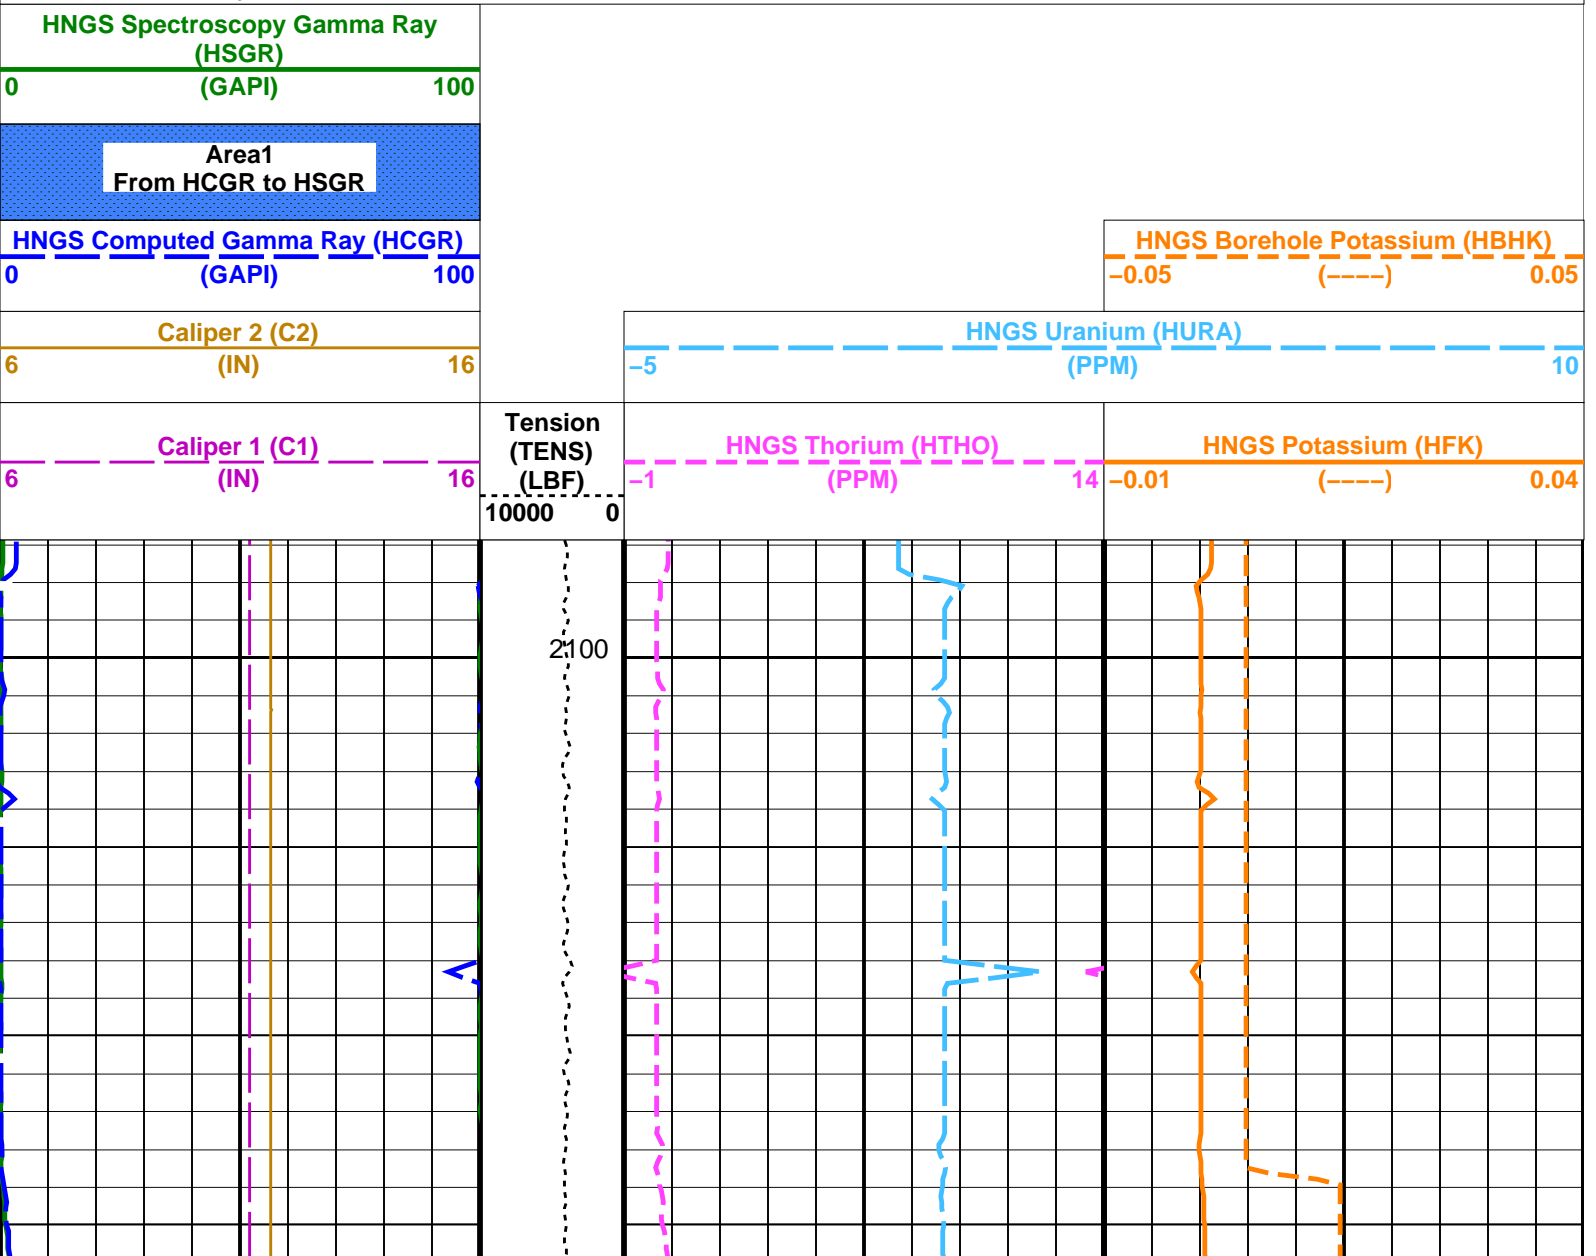 HNGS Spectroscopy Gamma Ray
(HSGR)
0 (GAPI) 100
Area1
From HCGR to HSGR
HNGS Computed Gamma Ray (HCGR)
0 (GAPI) 100
HNGS Borehole Potassium (HBHK)
−0.05 (−−−−) 0.05
Caliper 2 (C2)
6 (IN) 16
HNGS Uranium (HURA)
−5 (PPM) 10
Caliper 1 (C1)
6 (IN) 16
Tension
(TENS)
(LBF)
10000 0
HNGS Thorium (HTHO)
−1 (PPM) 14
HNGS Potassium (HFK)
−0.01 (−−−−) 0.04
2100